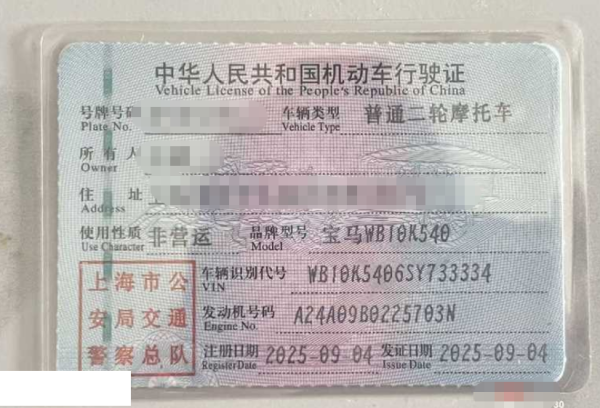 中华人民共和国机动车行驶证
Vehicle License of the People's Republic of China
号牌号码 车辆类型 普通二轮摩托车
Plate No. Vehicle Type
所有人
Owner
住址
Address
使用性质 非营运 品牌型号 宝马WB10K540
Use Character Model
上海市公安局交通警察总队
车辆识别代号 WB10K5406SY733334
VIN
发动机号码 A24A09B0225703N
Engine No.
注册日期 2025-09-04 发证日期 2025-09-04
Register Date Issue Date
30